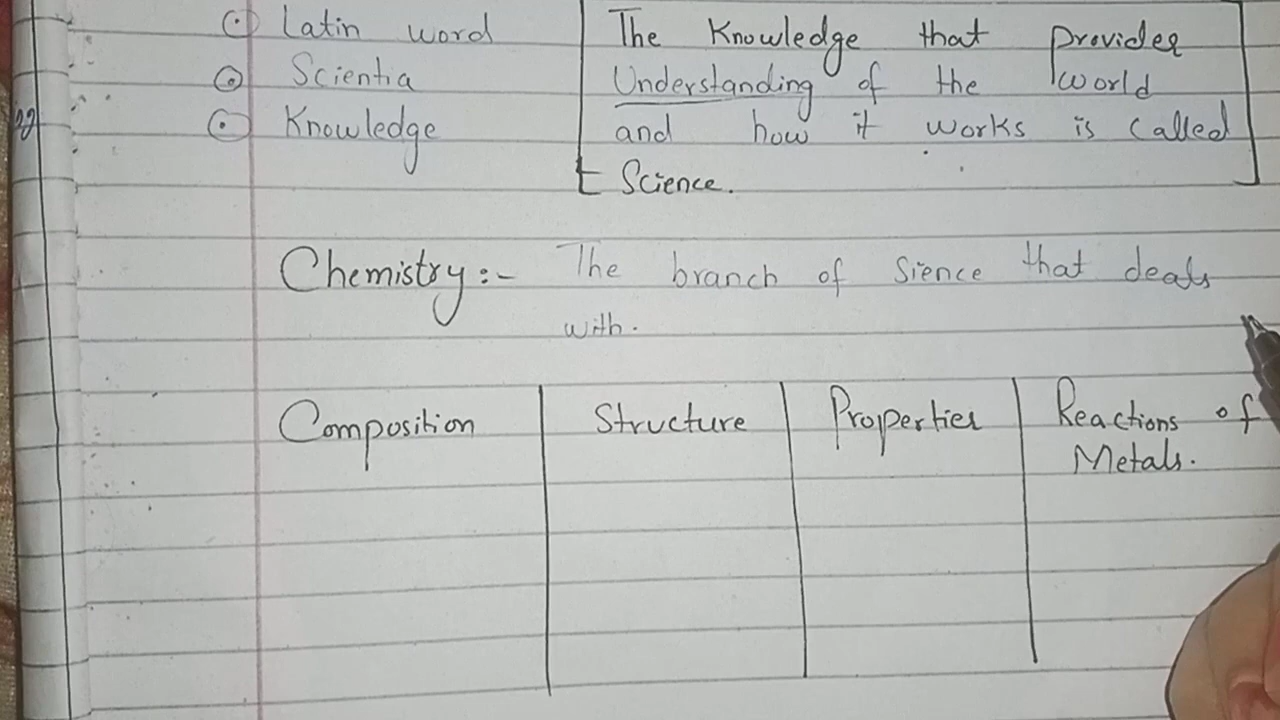 Latin word
Scientia
Knowledge
The Knowledge that provides
Understanding of the world
and how it works is called
Science.
Chemistry:- The branch of Sience that deals
with.
Composition
Structure
Properties
Reactions of
Metals.